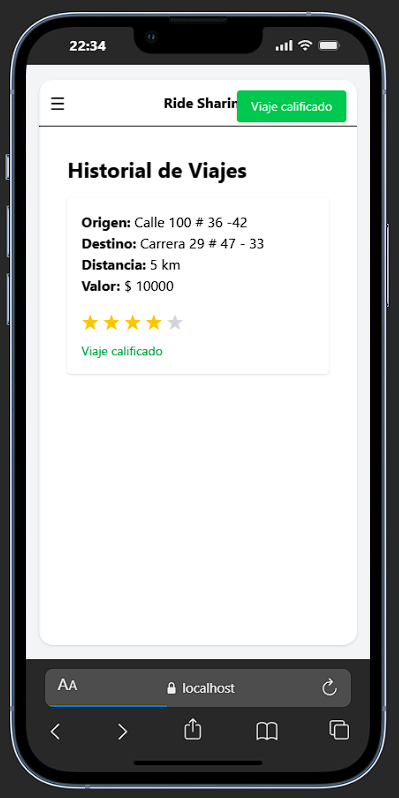 22:34
☰ Ride Sharin
Viaje calificado
Historial de Viajes
Origen: Calle 100 # 36 -42
Destino: Carrera 29 # 47 - 33
Distancia: 5 km
Valor: $ 10000
Viaje calificado
AA localhost